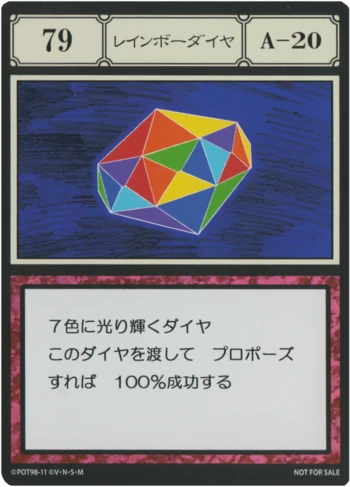 79 レインボーダイヤ A-20
7色に光り輝くダイヤ
このダイヤを渡して プロポーズ
すれば 100%成功する
©POT98-11 ©V・N・S・M NOT FOR SALE